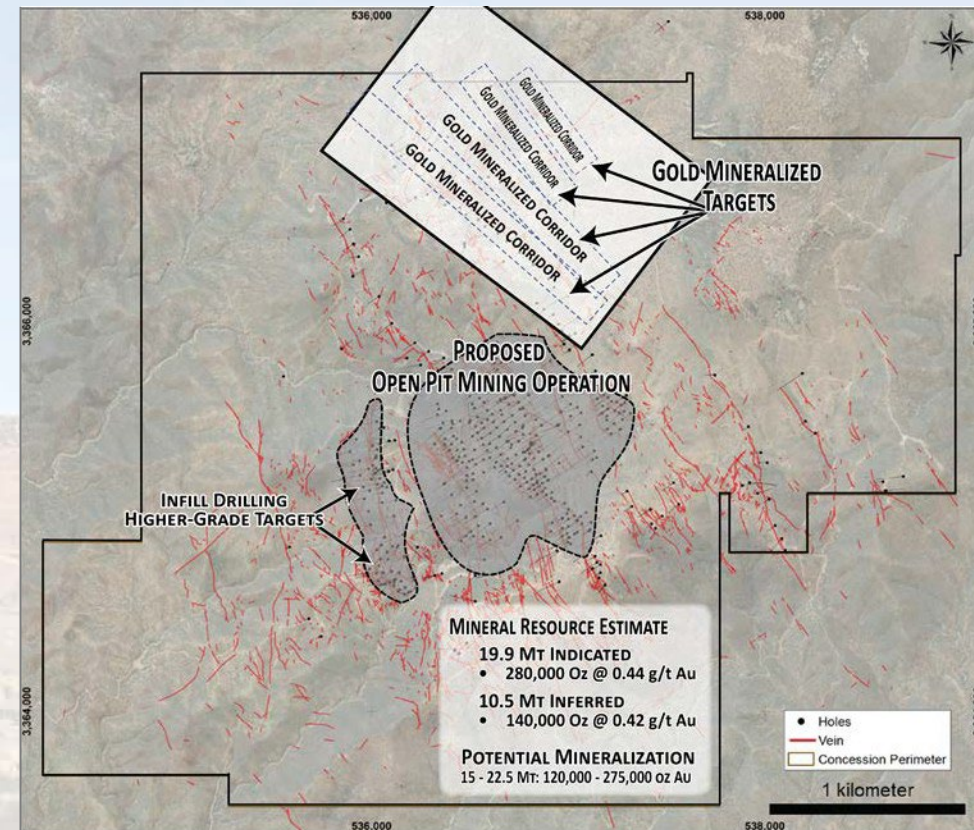 536,000
538,000
GOLD MINERALIZED CORRIDOR
GOLD MINERALIZED CORRIDOR
GOLD MINERALIZED CORRIDOR
GOLD MINERALIZED CORRIDOR
GOLD MINERALIZED
TARGETS
3,366,000
PROPOSED
OPEN PIT MINING OPERATION
INFILL DRILLING
HIGHER-GRADE TARGETS
MINERAL RESOURCE ESTIMATE
19.9 MT INDICATED
• 280,000 Oz @ 0.44 g/t Au
10.5 MT INFERRED
• 140,000 Oz @ 0.42 g/t Au
POTENTIAL MINERALIZATION
15 - 22.5 MT: 120,000 - 275,000 oz Au
3,364,000
Holes
Vein
Concession Perimeter
1 kilometer
536,000
538,000